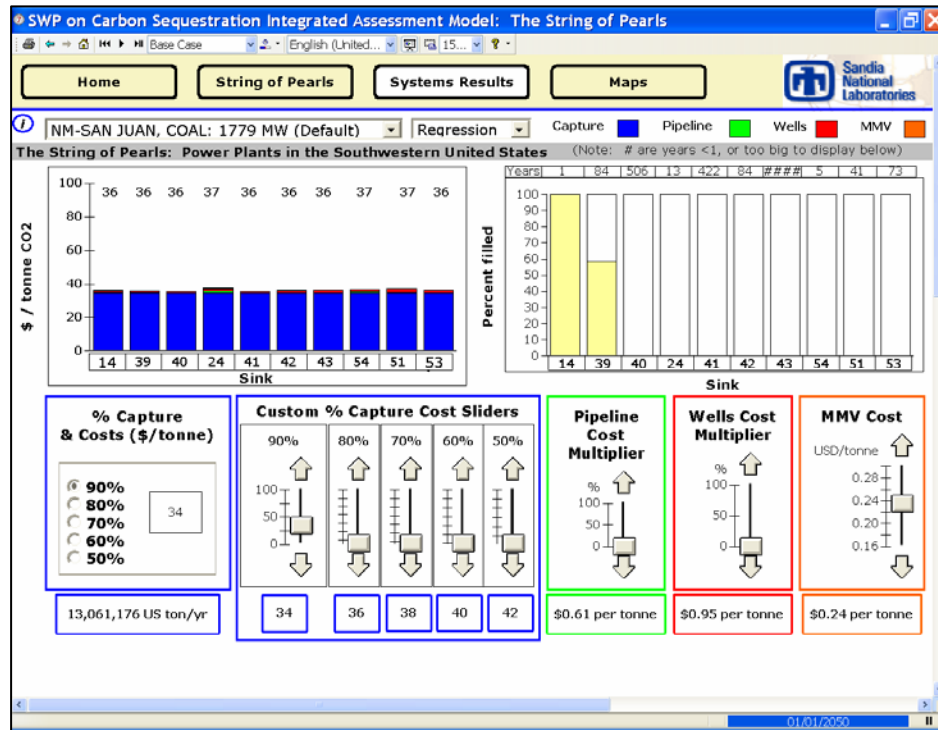 SWP on Carbon Sequestration Integrated Assessment Model: The String of Pearls
Base Case English (United... 15... ?
Home String of Pearls Systems Results Maps
Sandia
National
Laboratories
i NM-SAN JUAN, COAL: 1779 MW (Default) Regression Capture Pipeline Wells MMV
The String of Pearls: Power Plants in the Southwestern United States (Note: # are years <1, or too big to display below)
Years 1 84 506 13 422 84 #### 5 41 73
36 36 36 37 36 36 36 36 37 36
$ / tonne CO2
100
80
60
40
20
0
14 39 40 24 41 42 43 54 51 53
Sink
Percent filled
100
90
80
70
60
50
40
30
20
10
0
14 39 40 24 41 42 43 54 51 53
Sink
% Capture
& Costs ($/tonne)
90%
80%
70%
60%
50%
34
13,061,176 US ton/yr
Custom % Capture Cost Sliders
90% 80% 70% 60% 50%
100
50
0
34 36 38 40 42
Pipeline
Cost
Multiplier
%
100
50
0
$0.61 per tonne
Wells Cost
Multiplier
%
100
50
0
$0.95 per tonne
MMV Cost
USD/tonne
0.28
0.24
0.20
0.16
$0.24 per tonne
01/01/2050